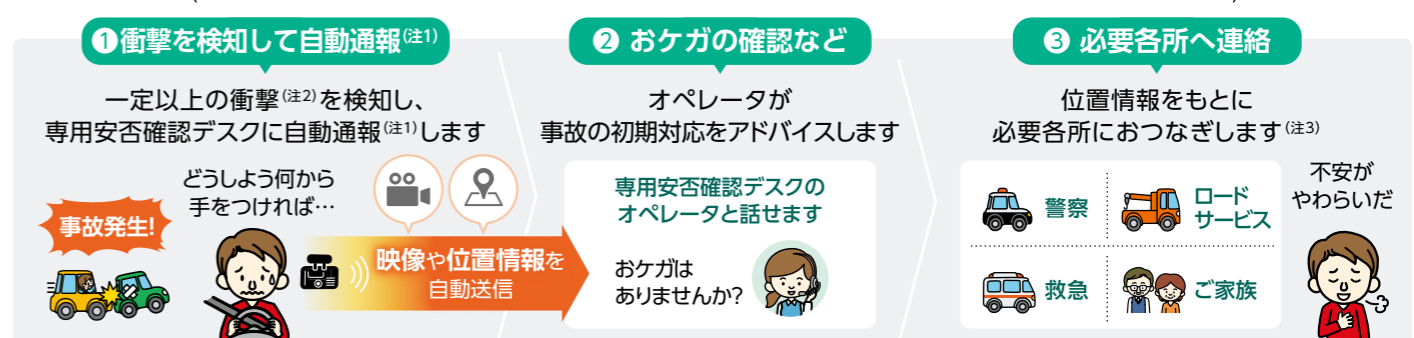 ❶衝撃を検知して自動通報(注1)
一定以上の衝撃(注2)を検知し、
専用安否確認デスクに自動通報(注1)します
どうしよう何から
手をつければ…
事故発生!
映像や位置情報を
自動送信
❷ おケガの確認など
オペレータが
事故の初期対応をアドバイスします
専用安否確認デスクの
オペレータと話せます
おケガは
ありませんか?
❸ 必要各所へ連絡
位置情報をもとに
必要各所におつなぎします(注3)
警察
ロード
サービス
救急
ご家族
不安が
やわらいだ